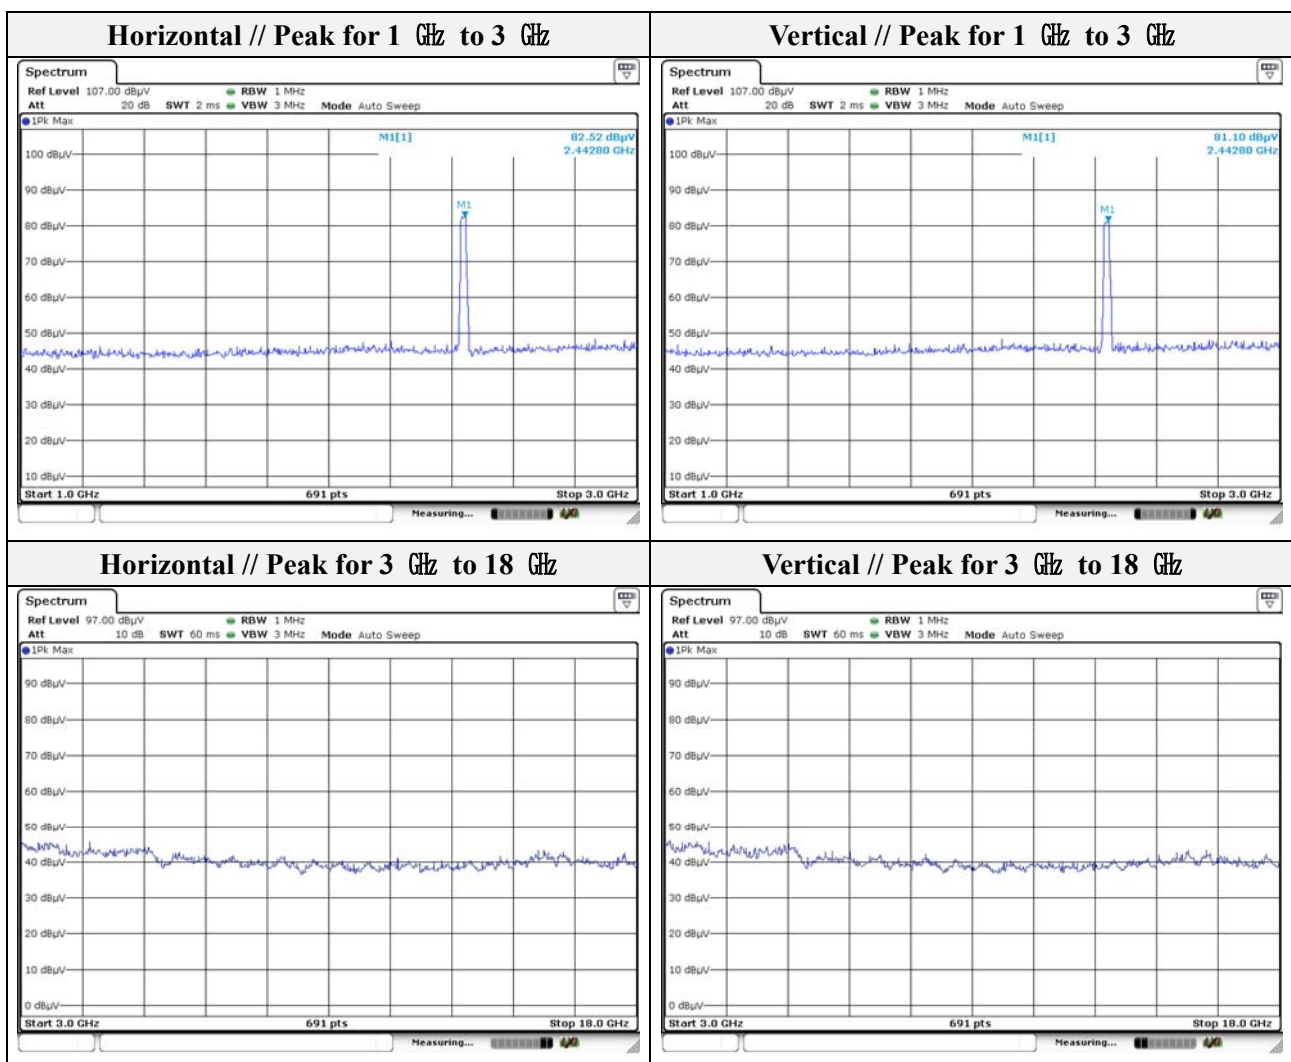 Horizontal // Peak for 1 ㎓ to 3 ㎓
Spectrum
Ref Level 107.00 dBµV RBW 1 MHz
Att 20 dB SWT 2 ms VBW 3 MHz Mode Auto Sweep
1Pk Max
M1[1] 82.52 dBµV
2.44280 GHz
100 dBµV
90 dBµV
M1
80 dBµV
70 dBµV
60 dBµV
50 dBµV
40 dBµV
30 dBµV
20 dBµV
10 dBµV
Start 1.0 GHz 691 pts Stop 3.0 GHz
Measuring...
Vertical // Peak for 1 ㎓ to 3 ㎓
Spectrum
Ref Level 107.00 dBµV RBW 1 MHz
Att 20 dB SWT 2 ms VBW 3 MHz Mode Auto Sweep
1Pk Max
M1[1] 81.10 dBµV
2.44280 GHz
100 dBµV
90 dBµV
M1
80 dBµV
70 dBµV
60 dBµV
50 dBµV
40 dBµV
30 dBµV
20 dBµV
10 dBµV
Start 1.0 GHz 691 pts Stop 3.0 GHz
Measuring...
Horizontal // Peak for 3 ㎓ to 18 ㎓
Spectrum
Ref Level 97.00 dBµV RBW 1 MHz
Att 10 dB SWT 60 ms VBW 3 MHz Mode Auto Sweep
1Pk Max
90 dBµV
80 dBµV
70 dBµV
60 dBµV
50 dBµV
40 dBµV
30 dBµV
20 dBµV
10 dBµV
0 dBµV
Start 3.0 GHz 691 pts Stop 18.0 GHz
Measuring...
Vertical // Peak for 3 ㎓ to 18 ㎓
Spectrum
Ref Level 97.00 dBµV RBW 1 MHz
Att 10 dB SWT 60 ms VBW 3 MHz Mode Auto Sweep
1Pk Max
90 dBµV
80 dBµV
70 dBµV
60 dBµV
50 dBµV
40 dBµV
30 dBµV
20 dBµV
10 dBµV
0 dBµV
Start 3.0 GHz 691 pts Stop 18.0 GHz
Measuring...